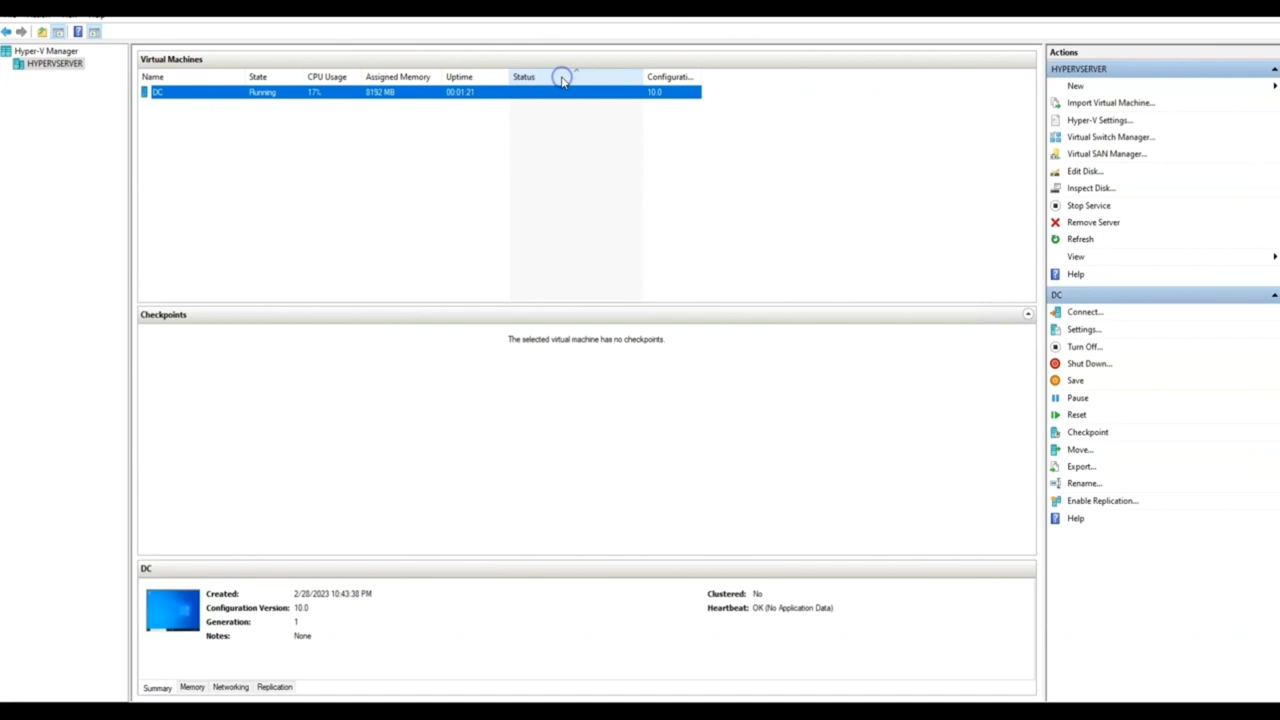 Hyper-V Manager
HYPERVSERVER
Virtual Machines
Name State CPU Usage Assigned Memory Uptime Status Configurati...
DC Running 17% 8192 MB 00:01:21 10.0
Checkpoints
The selected virtual machine has no checkpoints.
DC
Created: 2/28/2023 10:43:38 PM
Configuration Version: 10.0
Generation: 1
Notes: None
Clustered: No
Heartbeat: OK (No Application Data)
Summary Memory Networking Replication
Actions
HYPERVSERVER
New
Import Virtual Machine...
Hyper-V Settings...
Virtual Switch Manager...
Virtual SAN Manager...
Edit Disk...
Inspect Disk...
Stop Service
Remove Server
Refresh
View
Help
DC
Connect...
Settings...
Turn Off...
Shut Down...
Save
Pause
Reset
Checkpoint
Move...
Export...
Rename...
Enable Replication...
Help